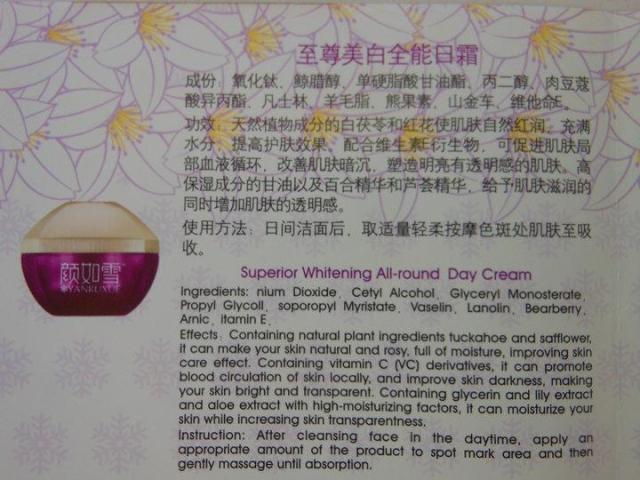 至尊美白全能日霜
成份：氧化鈦、鲸腊醇、单硬脂酸甘油酯、丙二醇、肉豆蔻
酸异丙酯、凡士林、羊毛脂、熊果素、山金车、维他命E。
功效：天然植物成分的白茯苓和红花使肌肤自然红润，充满
水分，提高护肤效果。配合维生素E衍生物，可促进肌肤局
部血液循环，改善肌肤暗沉，塑造明亮有透明感的肌肤。高
保湿成分的甘油以及百合精华和芦荟精华，给予肌肤滋润的
同时增加肌肤的透明感。
使用方法：日间洁面后，取适量轻柔按摩色斑处肌肤至吸
收。
颜如雪
YANRUXUE
Superior Whitening All-round Day Cream
Ingredients: nium Dioxide、Cetyl Alcohol、Glyceryl Monosterate、
Propyl Glycoll、soporopyl Myristate、Vaselin、Lanolin、Bearberry、
Arnic、itamin E、
Effects: Containing natural plant ingredients tuckahoe and safflower,
it can make your skin natural and rosy, full of moisture, improving skin
care effect. Containing vitamin C (VC) derivatives, it can promote
blood circulation of skin locally, and improve skin darkness, making
your skin bright and transparent. Containing glycerin and lily extract
and aloe extract with high-moisturizing factors, it can moisturize your
skin while increasing skin transparentness.
Instruction: After cleansing face in the daytime, apply an
appropriate amount of the product to spot mark area and then
gently massage until absorption.